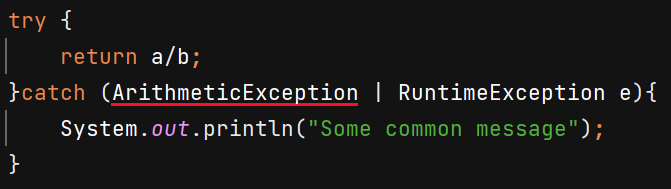 try {
    return a/b;
}catch (ArithmeticException | RuntimeException e){
    System.out.println("Some common message");
}